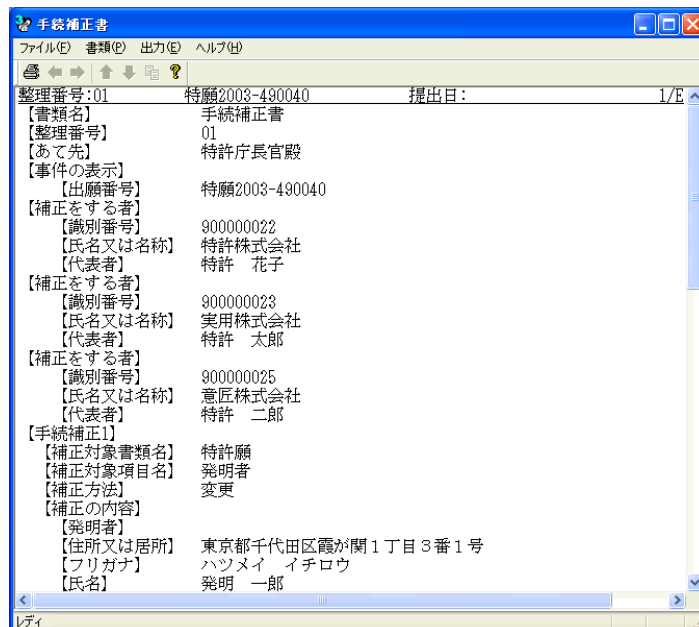 手続補正書
ファイル(F) 書類(P) 出力(E) ヘルプ(H)
整理番号:01 特願2003-490040 提出日: 1/E
【書類名】 手続補正書
【整理番号】 01
【あて先】 特許庁長官殿
【事件の表示】
【出願番号】 特願2003-490040
【補正をする者】
【識別番号】 900000022
【氏名又は名称】 特許株式会社
【代表者】 特許 花子
【補正をする者】
【識別番号】 900000023
【氏名又は名称】 実用株式会社
【代表者】 特許 太郎
【補正をする者】
【識別番号】 900000025
【氏名又は名称】 意匠株式会社
【代表者】 特許 二郎
【手続補正1】
【補正対象書類名】 特許願
【補正対象項目名】 発明者
【補正方法】 変更
【補正の内容】
【発明者】
【住所又は居所】 東京都千代田区霞が関1丁目3番1号
【フリガナ】 ハツメイ イチロウ
【氏名】 発明 一郎
レディ